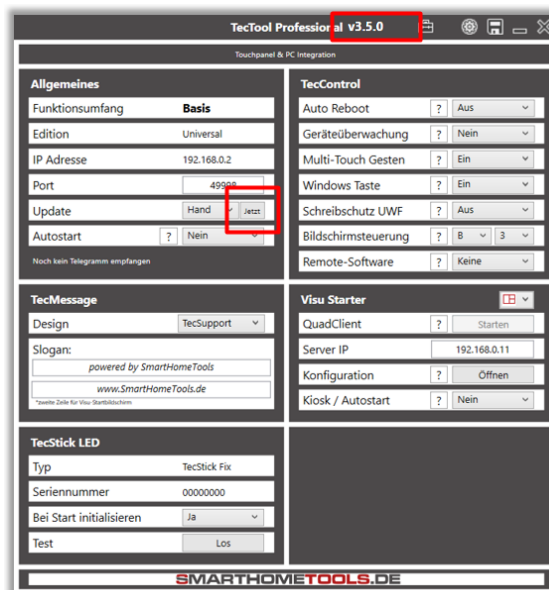 TecTool Professional v3.5.0
Touchpanel & PC Integration
Allgemeines
Funktionsumfang Basis
Edition Universal
IP Adresse 192.168.0.2
Port 49998
Update Hand Jetzt
Autostart ? Nein
Noch kein Telegramm empfangen
TecControl
Auto Reboot ? Aus
Geräteüberwachung ? Nein
Multi-Touch Gesten ? Ein
Windows Taste ? Ein
Schreibschutz UWF ? Aus
Bildschirmsteuerung ? B 3
Remote-Software ? Keine
TecMessage
Design TecSupport
Slogan:
powered by SmartHomeTools
www.SmartHomeTools.de
*zweite Zeile für Visu-Startbildschirm
Visu Starter
QuadClient ? Starten
Server IP 192.168.0.11
Konfiguration ? Öffnen
Kiosk / Autostart ? Nein
TecStick LED
Typ TecStick Fix
Seriennummer 00000000
Bei Start initialisieren Ja
Test Los
SMARTHOMETOOLS.DE